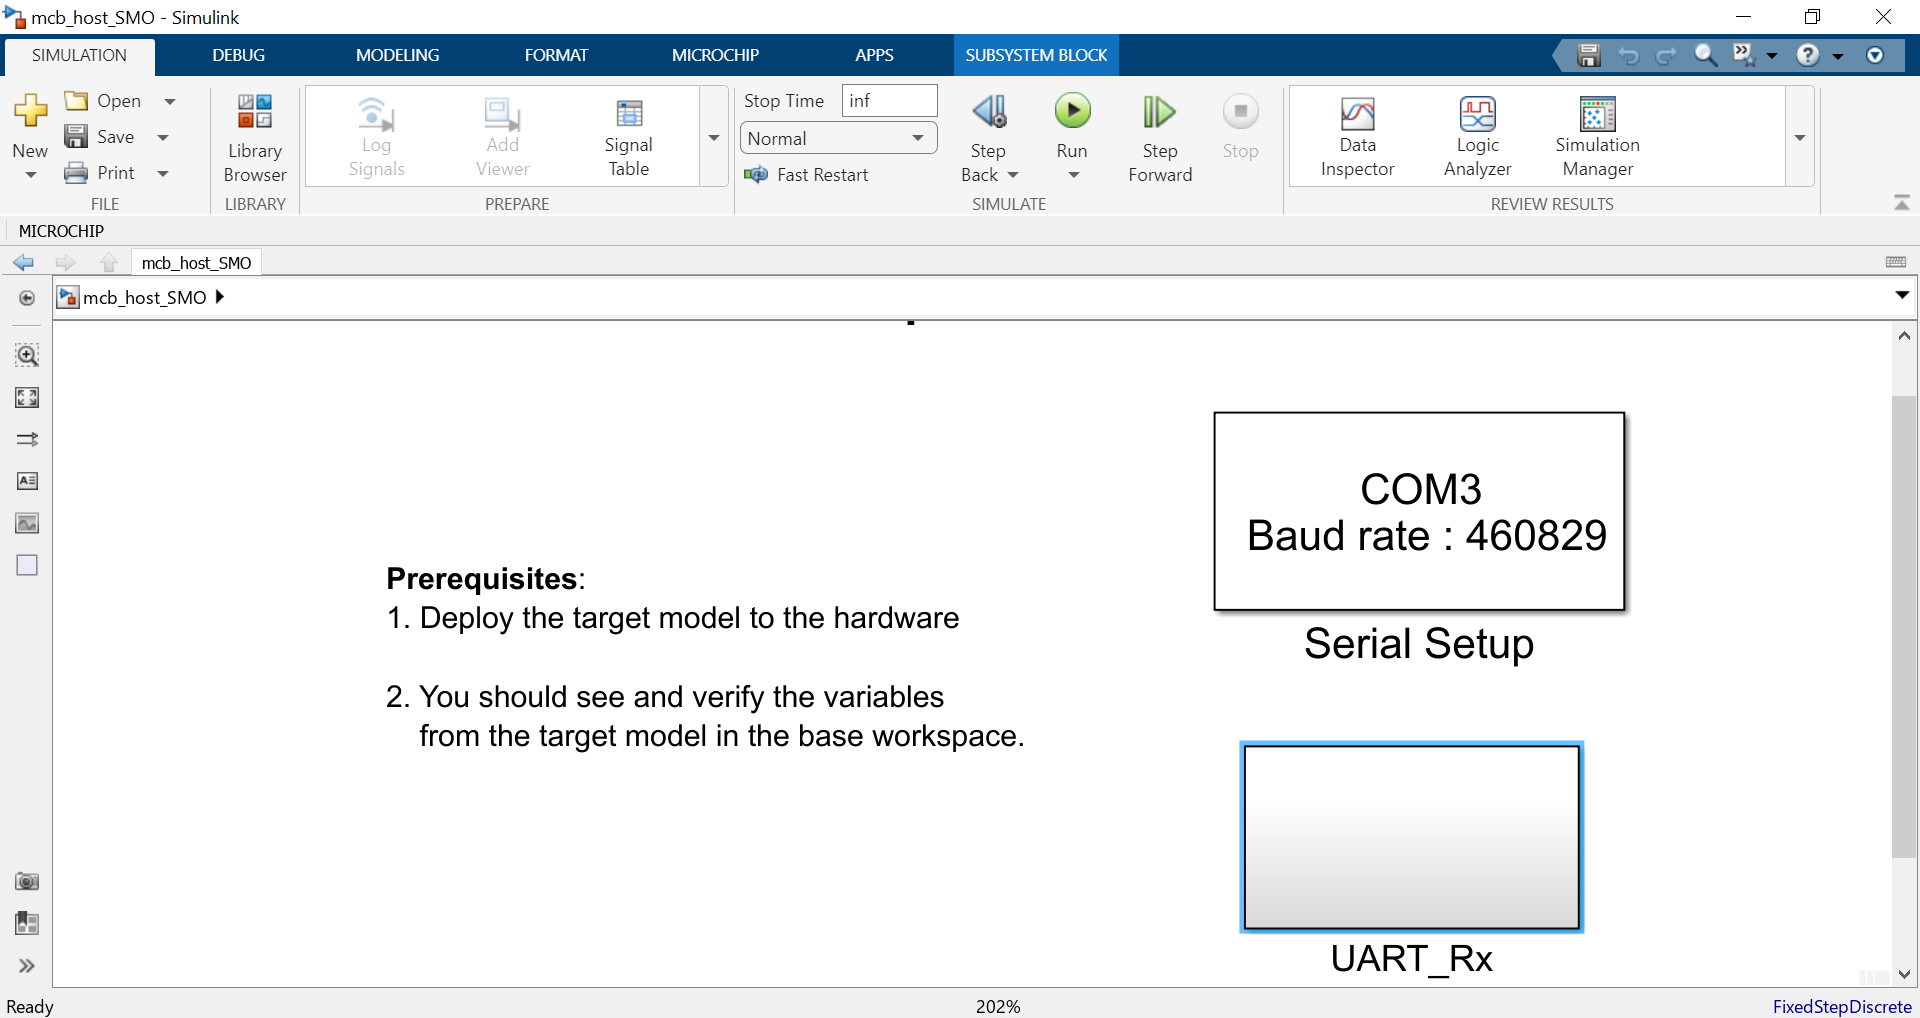 mcb_host_SMO - Simulink
SIMULATION DEBUG MODELING FORMAT MICROCHIP APPS SUBSYSTEM BLOCK
New
Open
Save
Print
FILE
Library
Browser
LIBRARY
Log
Signals
Add
Viewer
Signal
Table
PREPARE
Stop Time inf
Normal
Fast Restart
Step
Back
Run
Step
Forward
Stop
SIMULATE
Data
Inspector
Logic
Analyzer
Simulation
Manager
REVIEW RESULTS
MICROCHIP
mcb_host_SMO
mcb_host_SMO
COM3
Baud rate : 460829
Serial Setup
Prerequisites:
1. Deploy the target model to the hardware
2. You should see and verify the variables
from the target model in the base workspace.
UART_Rx
Ready 202% FixedStepDiscrete